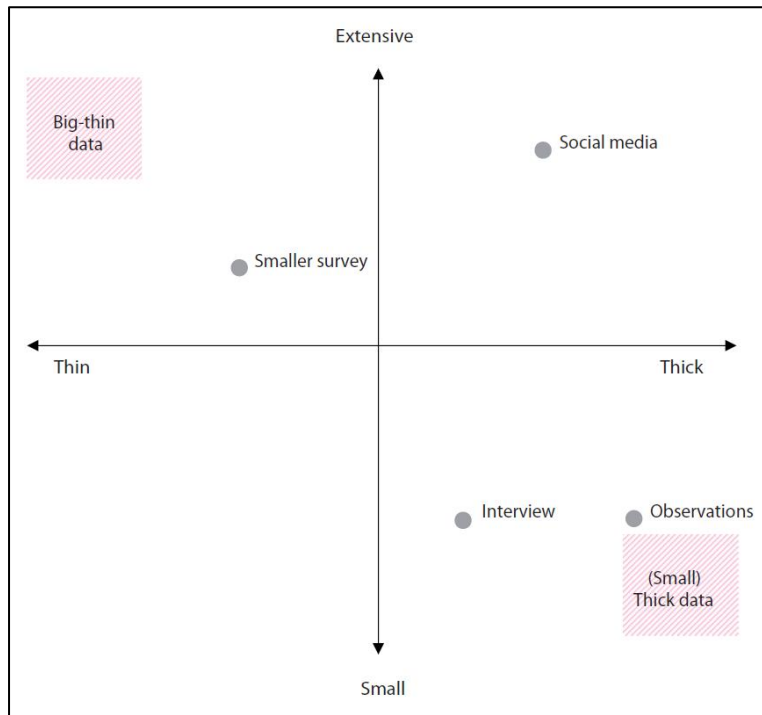 Extensive
Big-thin
data
Social media
Smaller survey
Thin
Thick
Interview
Observations
(Small)
Thick data
Small